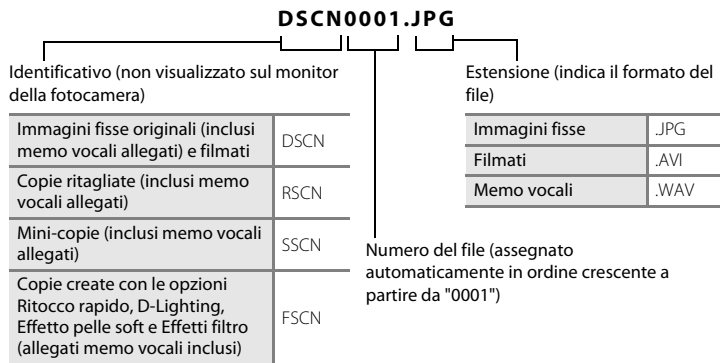 DSCN0001.JPG
Identificativo (non visualizzato sul monitor
della fotocamera)
Immagini fisse originali (inclusi
memo vocali allegati) e filmati
DSCN
Copie ritagliate (inclusi memo
vocali allegati)
RSCN
Mini-copie (inclusi memo vocali
allegati)
SSCN
Copie create con le opzioni
Ritocco rapido, D-Lighting,
Effetto pelle soft e Effetti filtro
(allegati memo vocali inclusi)
FSCN
Estensione (indica il formato del
file)
Immagini fisse
.JPG
Filmati
.AVI
Memo vocali
.WAV
Numero del file (assegnato
automaticamente in ordine crescente a
partire da "0001")